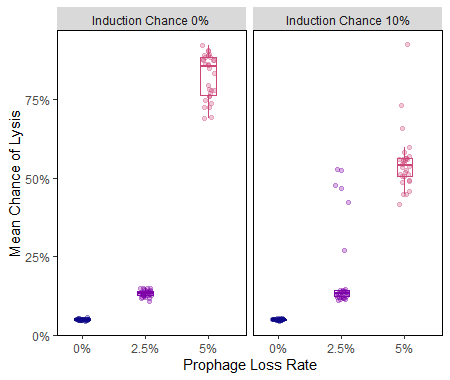 Induction Chance 0% Induction Chance 10%
Mean Chance of Lysis
75%
50%
25%
0%
0% 2.5% 5% 0% 2.5% 5%
Prophage Loss Rate